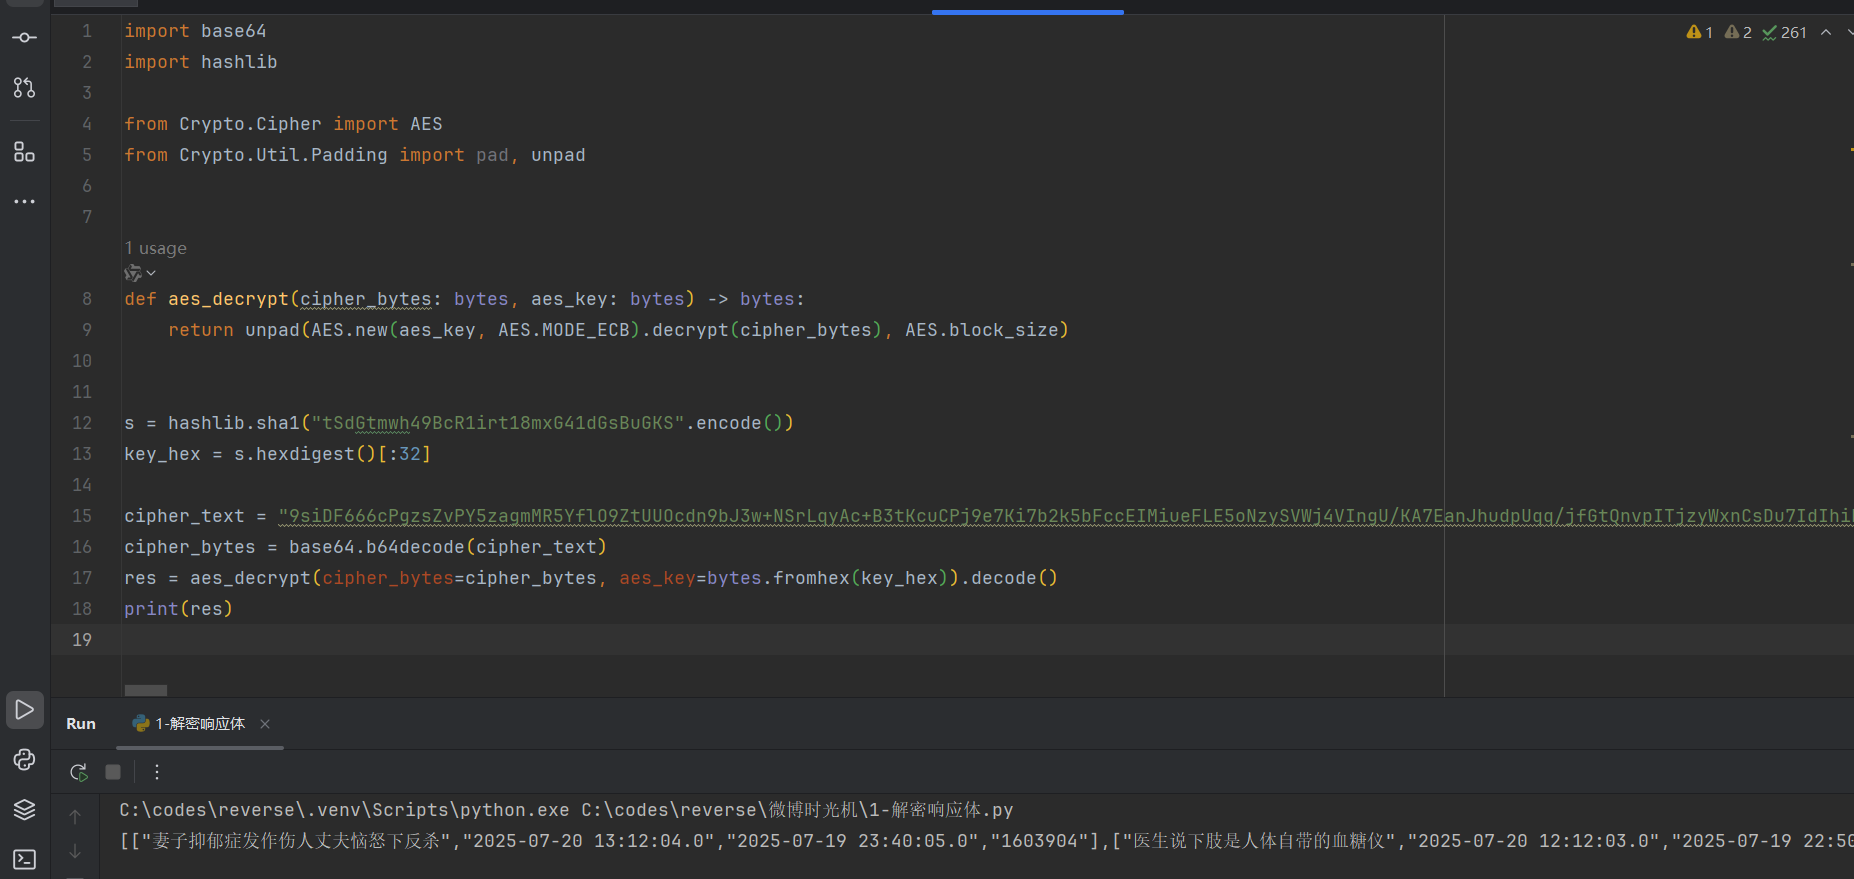 1 import base64
⚠ 1 ⚠ 2 ✓ 261
2 import hashlib
3
4 from Crypto.Cipher import AES
5 from Crypto.Util.Padding import pad, unpad
6
7
1 usage
8 def aes_decrypt(cipher_bytes: bytes, aes_key: bytes) -> bytes:
9     return unpad(AES.new(aes_key, AES.MODE_ECB).decrypt(cipher_bytes), AES.block_size)
10
11
12 s = hashlib.sha1("tSdGtmwh49BcR1irt18mxG41dGsBuGKS".encode())
13 key_hex = s.hexdigest()[:32]
14
15 cipher_text = "9siDF666cPgzsZvPY5zagmMR5YflO9ZtUUOcdn9bJ3w+NSrLqyAc+B3tKcuCPj9e7Ki7b2k5bFccEIMiueFLE5oNzySVWj4VIngU/KA7EanJhudpUqq/jfGtQnvpITjzyWxnCsDu7IdIhi
16 cipher_bytes = base64.b64decode(cipher_text)
17 res = aes_decrypt(cipher_bytes=cipher_bytes, aes_key=bytes.fromhex(key_hex)).decode()
18 print(res)
19
Run 1-解密响应体 ×
C:\codes\reverse\.venv\Scripts\python.exe C:\codes\reverse\微博时光机\1-解密响应体.py
[["妻子抑郁症发作伤人丈夫恼怒下反杀","2025-07-20 13:12:04.0","2025-07-19 23:40:05.0","1603904"],["医生说下肢是人体自带的血糖仪","2025-07-20 12:12:03.0","2025-07-19 22:50